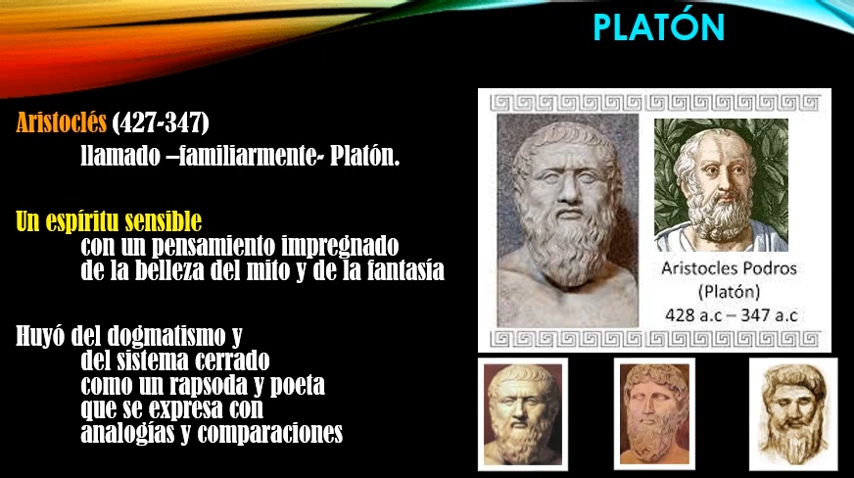 PLATÓN
Aristoclés (427-347)
llamado –familiarmente- Platón.
Un espíritu sensible
con un pensamiento impregnado
de la belleza del mito y de la fantasía
Huyó del dogmatismo y
del sistema cerrado
como un rapsoda y poeta
que se expresa con
analogías y comparaciones
Aristocles Podros
(Platón)
428 a.c – 347 a.c